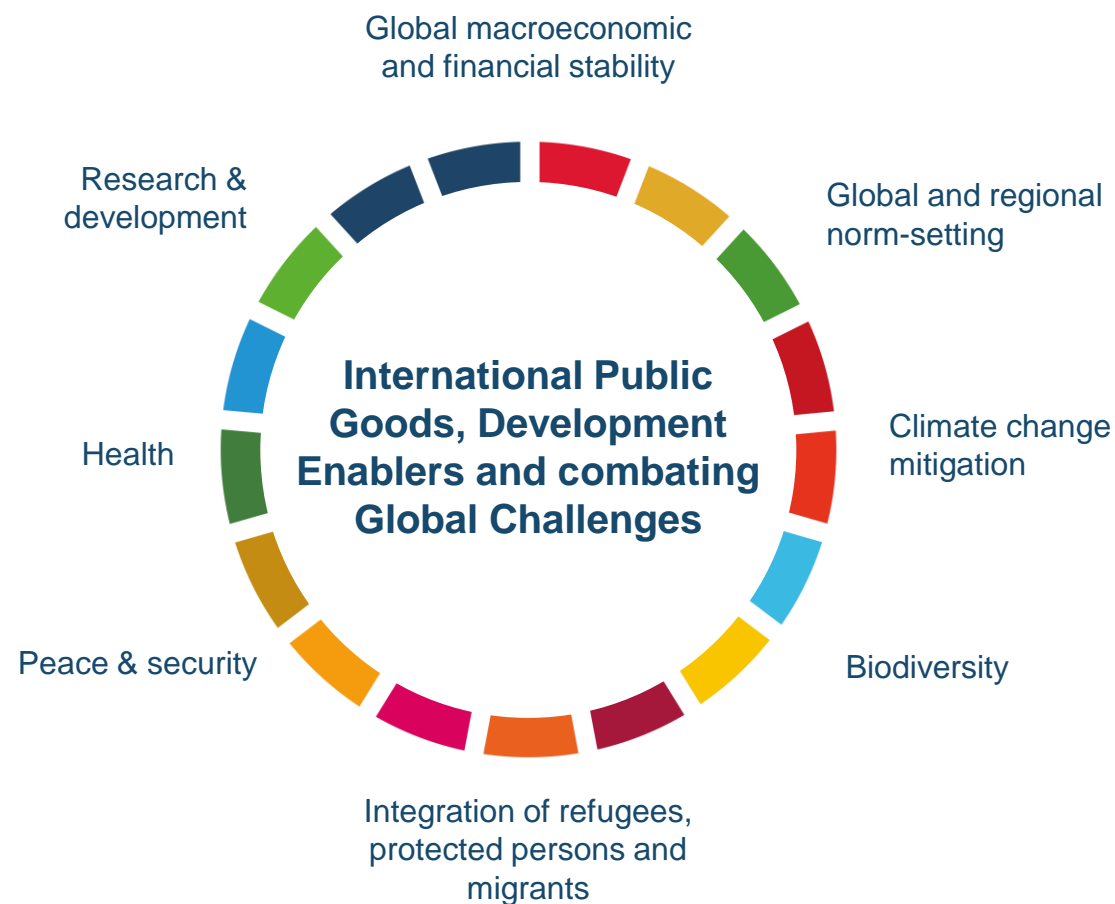 Global macroeconomic
and financial stability
Research &
development
Global and regional
norm-setting
International Public
Goods, Development
Enablers and combating
Global Challenges
Health
Climate change
mitigation
Peace & security
Biodiversity
Integration of refugees,
protected persons and
migrants